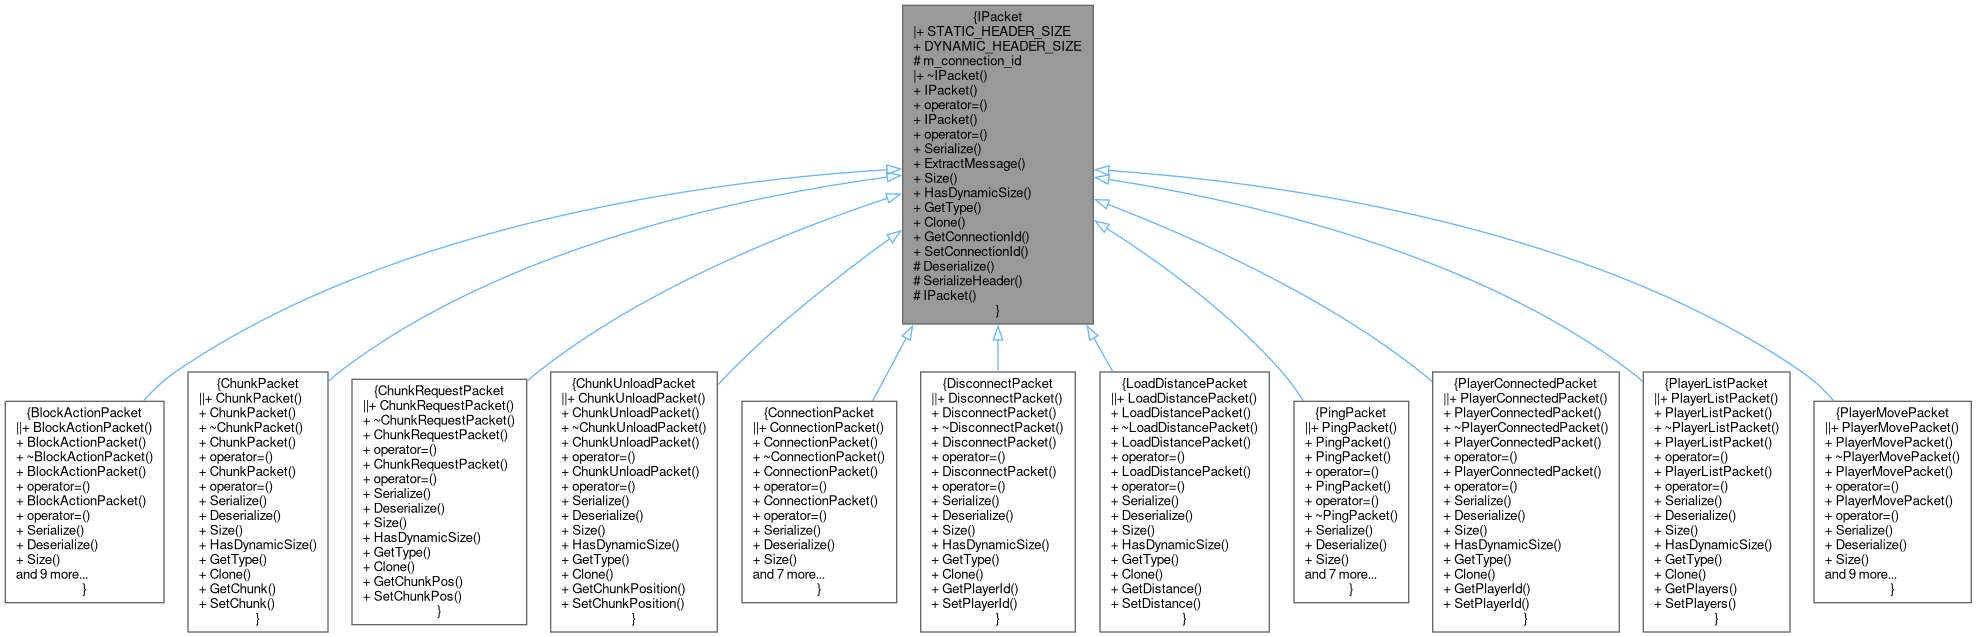 {IPacket
|+ STATIC_HEADER_SIZE
+ DYNAMIC_HEADER_SIZE
# m_connection_id
|+ ~IPacket()
+ IPacket()
+ operator=()
+ IPacket()
+ operator=()
+ Serialize()
+ ExtractMessage()
+ Size()
+ HasDynamicSize()
+ GetType()
+ Clone()
+ GetConnectionId()
+ SetConnectionId()
# Deserialize()
# SerializeHeader()
# IPacket()
}
{BlockActionPacket
||+ BlockActionPacket()
+ BlockActionPacket()
+ ~BlockActionPacket()
+ BlockActionPacket()
+ operator=()
+ BlockActionPacket()
+ operator=()
+ Serialize()
+ Deserialize()
+ Size()
and 9 more...
}
{ChunkPacket
||+ ChunkPacket()
+ ChunkPacket()
+ ~ChunkPacket()
+ ChunkPacket()
+ operator=()
+ ChunkPacket()
+ operator=()
+ Serialize()
+ Deserialize()
+ Size()
+ HasDynamicSize()
+ GetType()
+ Clone()
+ GetChunk()
+ SetChunk()
}
{ChunkRequestPacket
||+ ChunkRequestPacket()
+ ~ChunkRequestPacket()
+ ChunkRequestPacket()
+ operator=()
+ ChunkRequestPacket()
+ operator=()
+ Serialize()
+ Deserialize()
+ Size()
+ HasDynamicSize()
+ GetType()
+ Clone()
+ GetChunkPos()
+ SetChunkPos()
}
{ChunkUnloadPacket
||+ ChunkUnloadPacket()
+ ChunkUnloadPacket()
+ ~ChunkUnloadPacket()
+ ChunkUnloadPacket()
+ operator=()
+ ChunkUnloadPacket()
+ operator=()
+ Serialize()
+ Deserialize()
+ Size()
+ HasDynamicSize()
+ GetType()
+ Clone()
+ GetChunkPosition()
+ SetChunkPosition()
}
{ConnectionPacket
||+ ConnectionPacket()
+ ConnectionPacket()
+ ~ConnectionPacket()
+ ConnectionPacket()
+ operator=()
+ ConnectionPacket()
+ operator=()
+ Serialize()
+ Deserialize()
+ Size()
and 7 more...
}
{DisconnectPacket
||+ DisconnectPacket()
+ DisconnectPacket()
+ ~DisconnectPacket()
+ DisconnectPacket()
+ operator=()
+ DisconnectPacket()
+ operator=()
+ Serialize()
+ Deserialize()
+ Size()
+ HasDynamicSize()
+ GetType()
+ Clone()
+ GetPlayerId()
+ SetPlayerId()
}
{LoadDistancePacket
||+ LoadDistancePacket()
+ LoadDistancePacket()
+ ~LoadDistancePacket()
+ LoadDistancePacket()
+ operator=()
+ LoadDistancePacket()
+ operator=()
+ Serialize()
+ Deserialize()
+ Size()
+ HasDynamicSize()
+ GetType()
+ Clone()
+ GetDistance()
+ SetDistance()
}
{PingPacket
||+ PingPacket()
+ PingPacket()
+ PingPacket()
+ operator=()
+ PingPacket()
+ operator=()
+ ~PingPacket()
+ Serialize()
+ Deserialize()
+ Size()
and 7 more...
}
{PlayerConnectedPacket
||+ PlayerConnectedPacket()
+ PlayerConnectedPacket()
+ ~PlayerConnectedPacket()
+ PlayerConnectedPacket()
+ operator=()
+ PlayerConnectedPacket()
+ operator=()
+ Serialize()
+ Deserialize()
+ Size()
+ HasDynamicSize()
+ GetType()
+ Clone()
+ GetPlayerId()
+ SetPlayerId()
}
{PlayerListPacket
||+ PlayerListPacket()
+ PlayerListPacket()
+ ~PlayerListPacket()
+ PlayerListPacket()
+ operator=()
+ PlayerListPacket()
+ operator=()
+ Serialize()
+ Deserialize()
+ Size()
+ HasDynamicSize()
+ GetType()
+ Clone()
+ GetPlayers()
+ SetPlayers()
}
{PlayerMovePacket
||+ PlayerMovePacket()
+ PlayerMovePacket()
+ ~PlayerMovePacket()
+ PlayerMovePacket()
+ operator=()
+ PlayerMovePacket()
+ operator=()
+ Serialize()
+ Deserialize()
+ Size()
and 9 more...
}